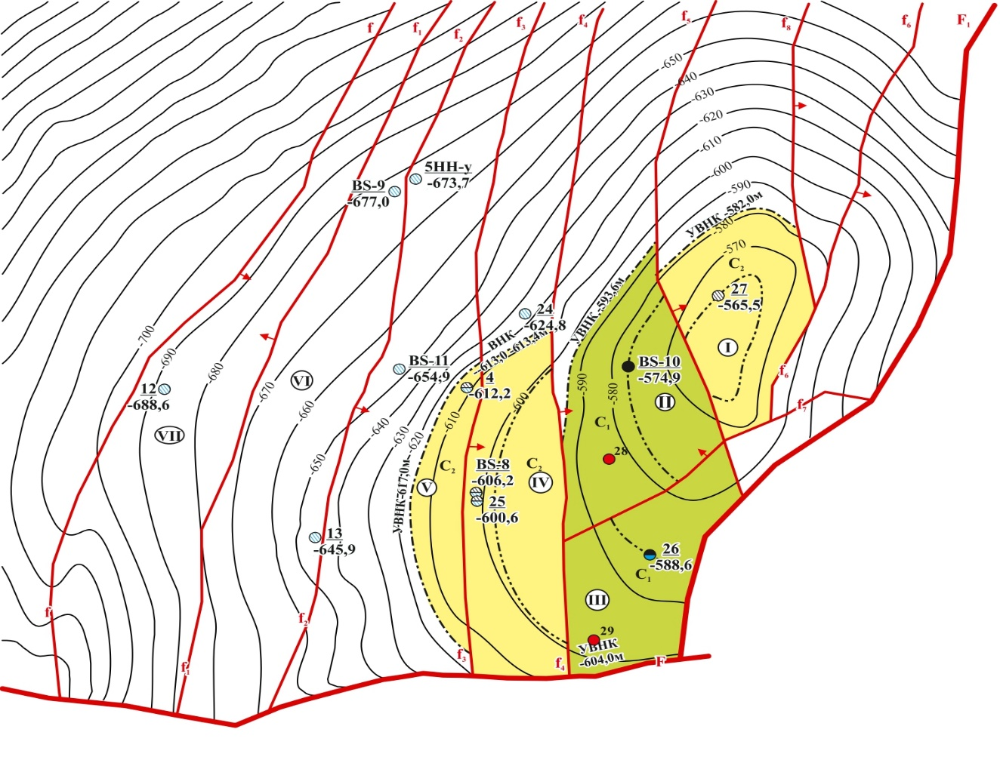 f
f₁
f₂
f₃
f₄
f₅
f₈
f₆
F₁
-650
-640
-630
-620
-610
-600
-590
УВНК -582,0м
-580
-570
C₂
27
-565,5
I
5НН-у
-673,7
BS-9
-677,0
24
-624,8
УВНК -593,6м
ВНК
-613,0 -613,4м
BS-11
-654,9
4
-612,2
BS-10
-574,9
II
-590
-580
C₁
28
f₆
f₇
-700
-690
-680
-670
-660
-650
-640
-630
-620
-610
-600
12
-688,6
VII
VI
УВНК-617,0м
C₂
V
BS-8
-606,2
25
-600,6
C₂
IV
13
-645,9
26
-588,6
C₁
III
29
УВНК
-604,0м
f
f₁
f₂
f₃
f₄
F